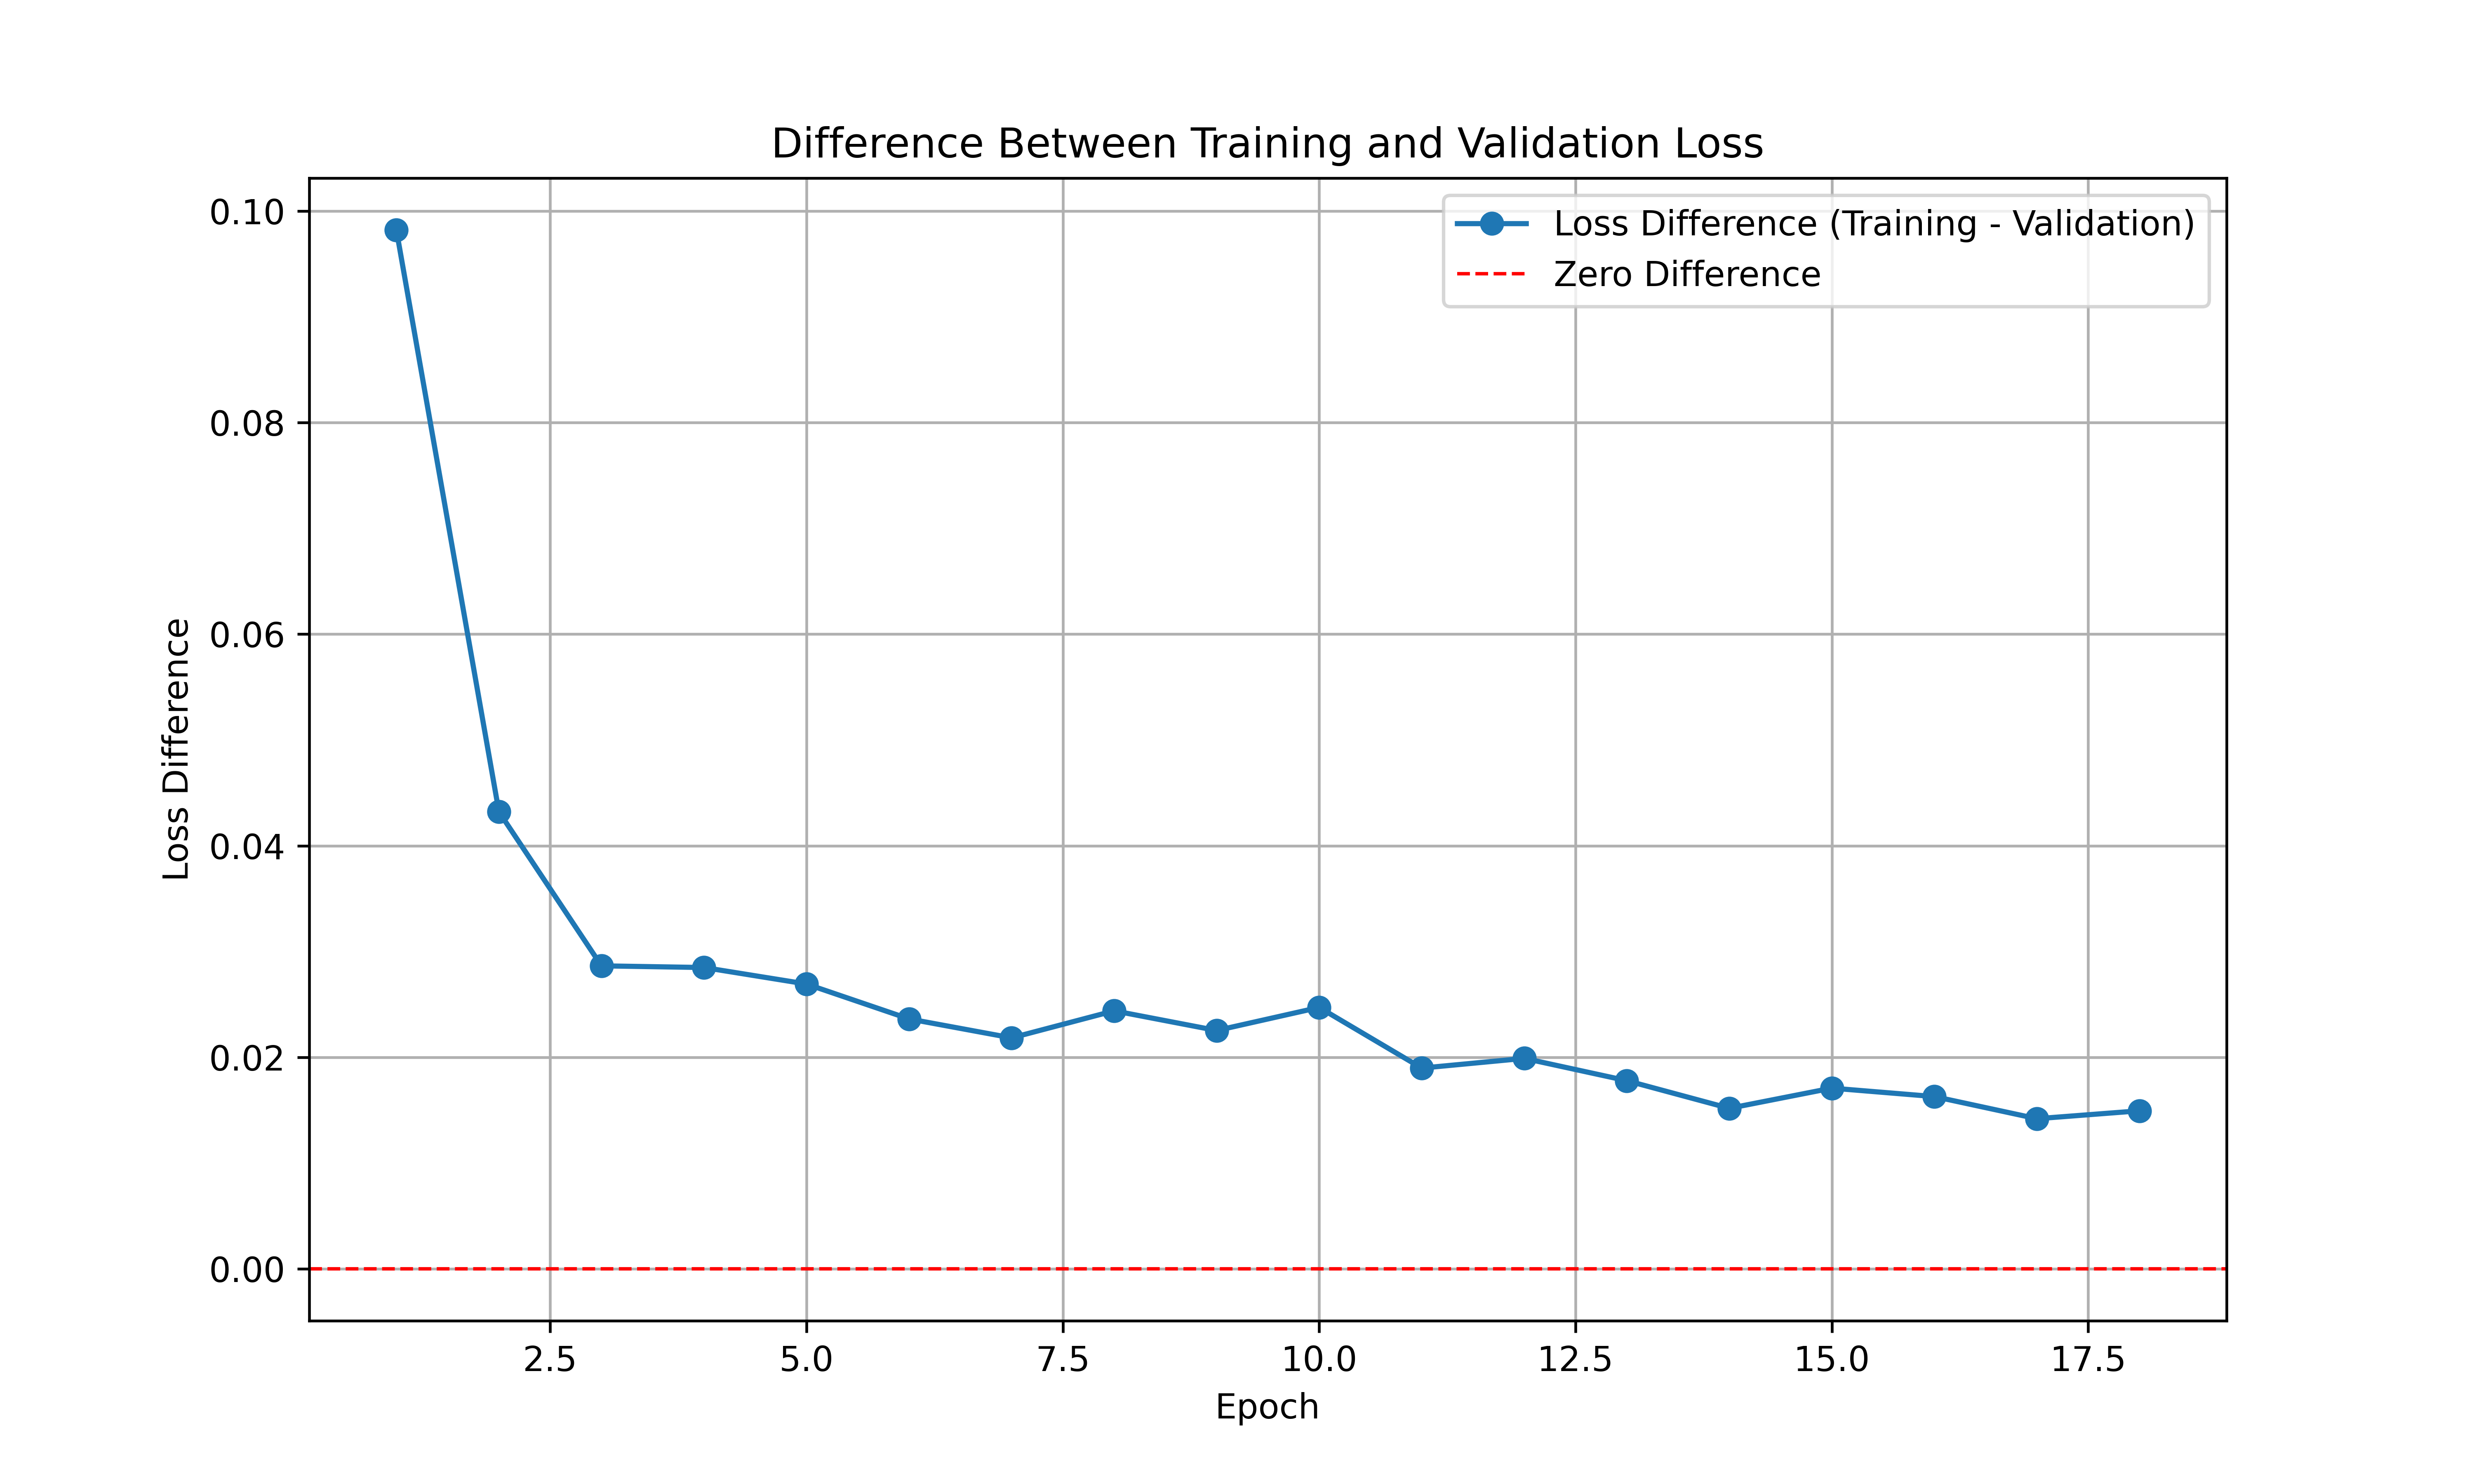 Difference Between Training and Validation Loss
Loss Difference (Training - Validation)
Zero Difference
Loss Difference
0.10
0.08
0.06
0.04
0.02
0.00
2.5 5.0 7.5 10.0 12.5 15.0 17.5
Epoch